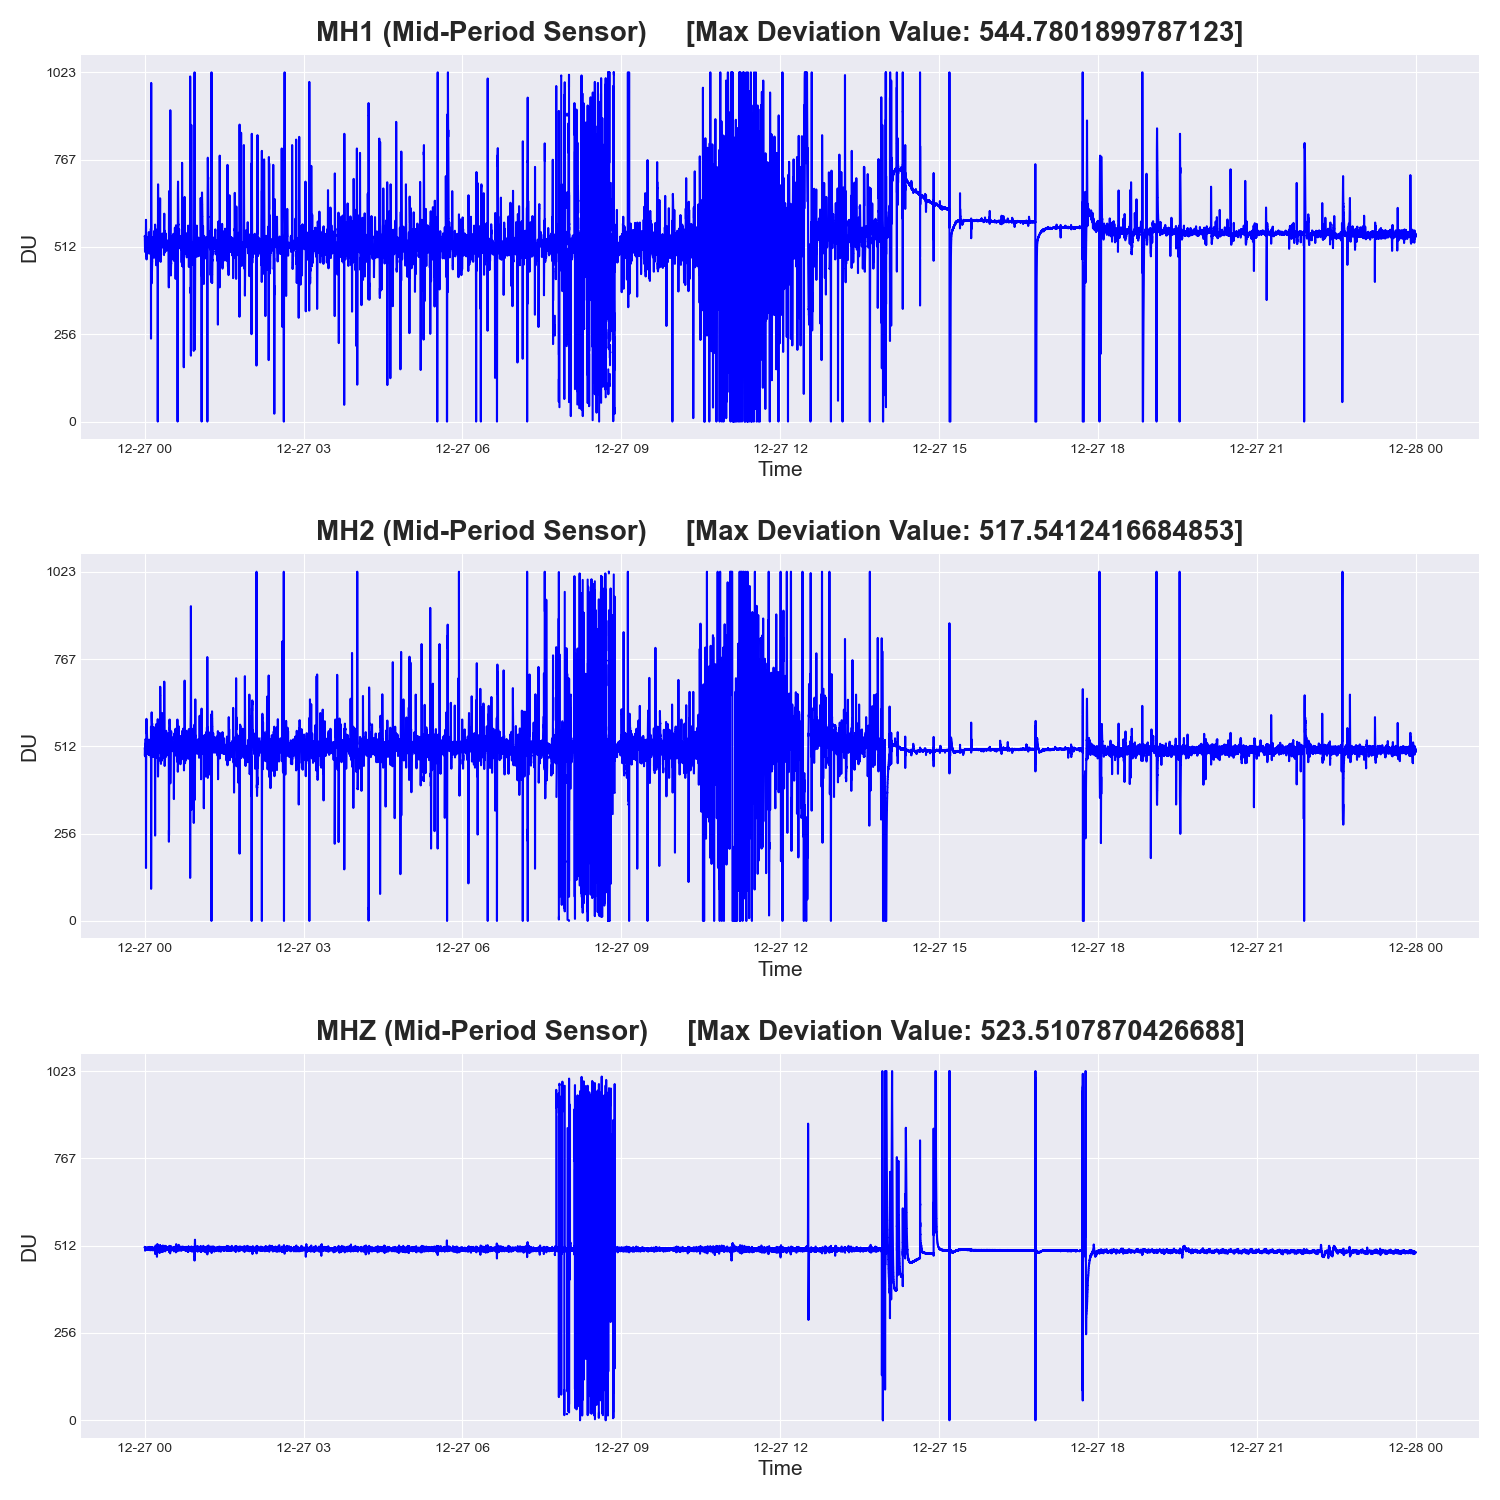 MH1 (Mid-Period Sensor) [Max Deviation Value: 544.7801899787123]
1023
767
512
256
0
DU
12-27 00 12-27 03 12-27 06 12-27 09 12-27 12 12-27 15 12-27 18 12-27 21 12-28 00
Time
MH2 (Mid-Period Sensor) [Max Deviation Value: 517.5412416684853]
1023
767
512
256
0
DU
12-27 00 12-27 03 12-27 06 12-27 09 12-27 12 12-27 15 12-27 18 12-27 21 12-28 00
Time
MHZ (Mid-Period Sensor) [Max Deviation Value: 523.5107870426688]
1023
767
512
256
0
DU
12-27 00 12-27 03 12-27 06 12-27 09 12-27 12 12-27 15 12-27 18 12-27 21 12-28 00
Time